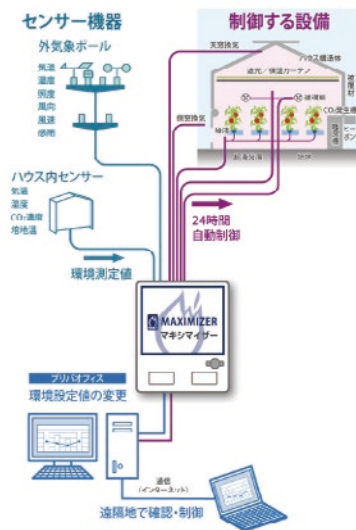 センサー機器
制御する設備
外気象ポール
気温
湿度
照度
風向
風速
感雨
天窓換気
ハウス構造体
遮光/保温カーテン
循環扇
CO₂発生機
側窓換気
ハウス内センサー
気温
湿度
CO₂濃度
培地温
環境測定値
24時間
自動制御
MAXIMIZER
マキシマイザー
プリバオフィス
環境設定値の変更
通信
(インターネット)
遠隔地で確認・制御